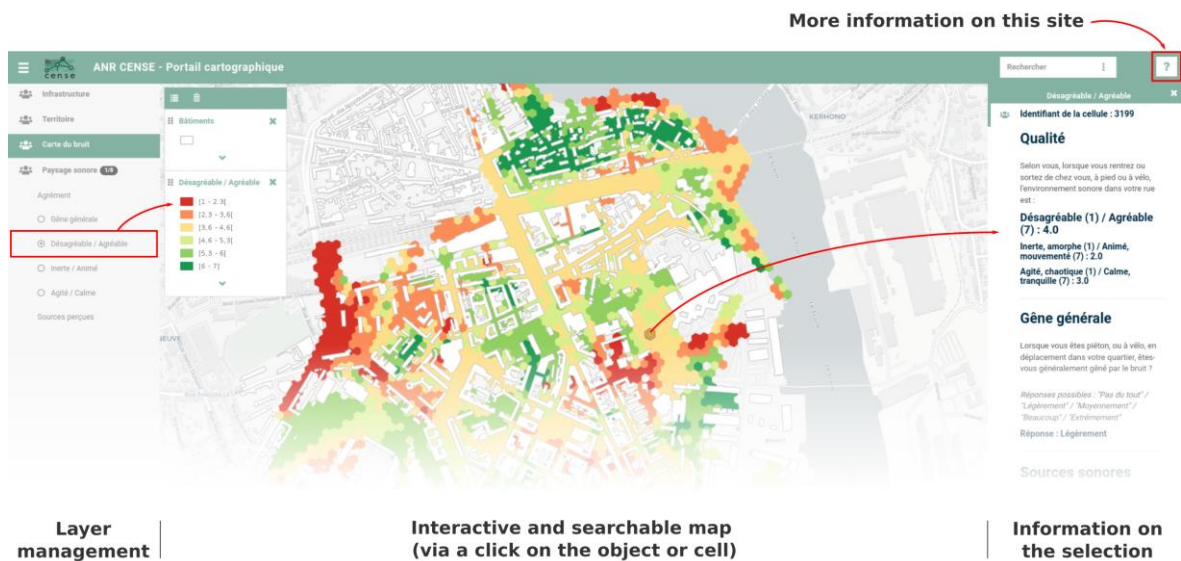 More information on this site
cense
ANR CENSE - Portail cartographique
Rechercher
?
Infrastructure
Territoire
Carte du bruit
Paysage sonore 1/8
Agrément
Gêne générale
Désagréable / Agréable
Inerte / Animé
Agité / Calme
Sources perçues
Bâtiments
Désagréable / Agréable
[1 - 2.3]
[2,3 - 3,6[
[3,6 - 4,6[
[4,6 - 5,3[
[5,3 - 6[
[6 - 7]
KERHONO
Désagréable / Agréable
Identifiant de la cellule : 3199
Qualité
Selon vous, lorsque vous rentrez ou
sortez de chez vous, à pied ou à vélo,
l'environnement sonore dans votre rue
est :
Désagréable (1) / Agréable
(7) : 4.0
Inerte, amorphe (1) / Animé,
mouvementé (7) : 2.0
Agité, chaotique (1) / Calme,
tranquille (7) : 3.0
Gêne générale
Lorsque vous êtes piéton, ou à vélo, en
déplacement dans votre quartier, êtes-
vous généralement gêné par le bruit ?
Réponses possibles : "Pas du tout" /
"Légèrement" / "Moyennement" /
"Beaucoup" / "Extrêmement"
Réponse : Légèrement
Sources sonores
Layer
management
Interactive and searchable map
(via a click on the object or cell)
Information on
the selection